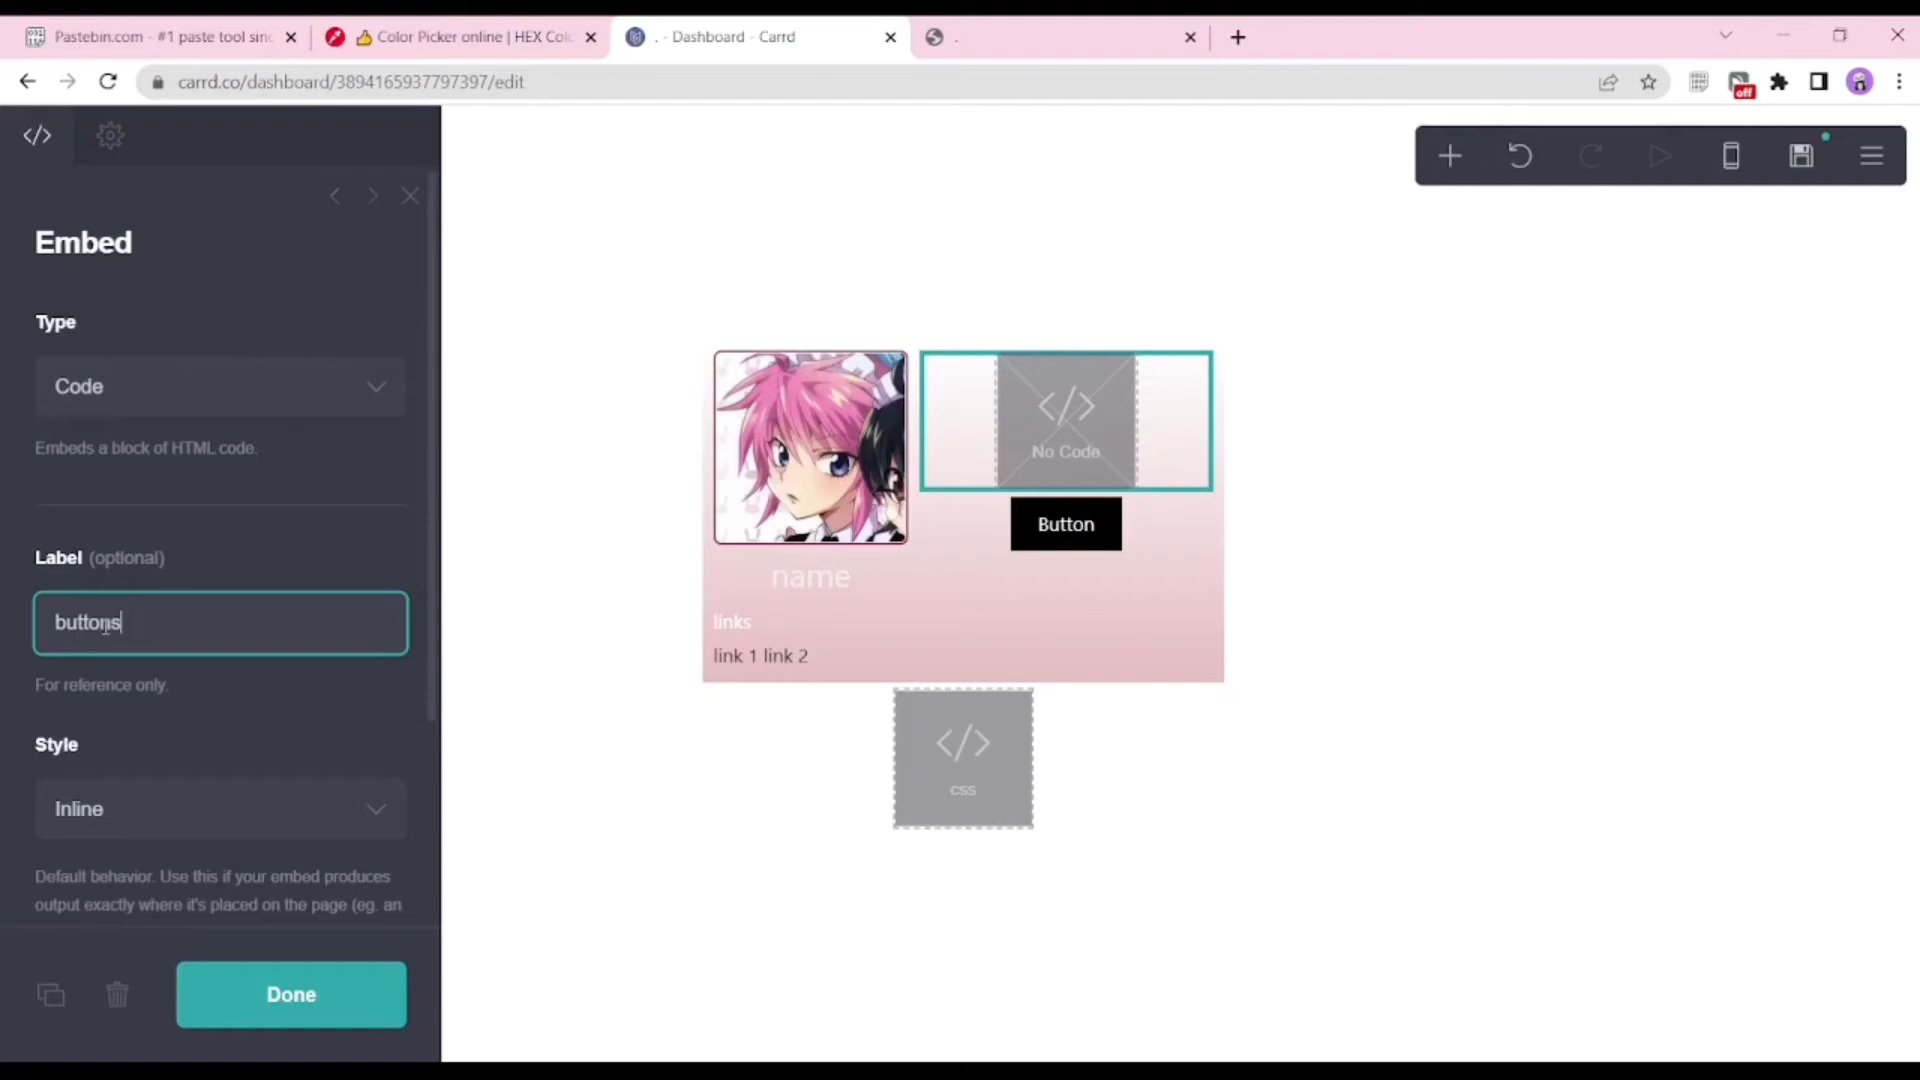 Pastebin.com - #1 paste tool sinc
Color Picker online | HEX Colo
. - Dashboard - Carrd
.
carrd.co/dashboard/3894165937797397/edit
off
Embed
Type
Code
Embeds a block of HTML code.
Label (optional)
buttons
For reference only.
Style
Inline
Default behavior. Use this if your embed produces
output exactly where it's placed on the page (eg. an
Done
No Code
Button
name
links
link 1 link 2
css